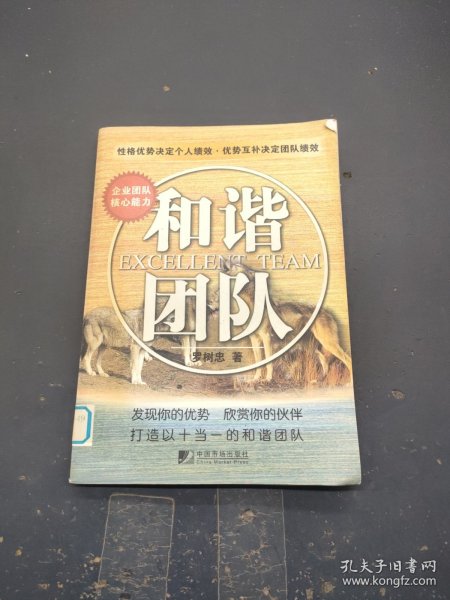 性格优势决定个人绩效·优势互补决定团队绩效
企业团队
核心能力
和谐
EXCELLENT TEAM
团队
罗树忠 著
发现你的优势 欣赏你的伙伴
打造以十当一的和谐团队
中国市场出版社
China Market Press
孔夫子旧书网
www.kongfz.com